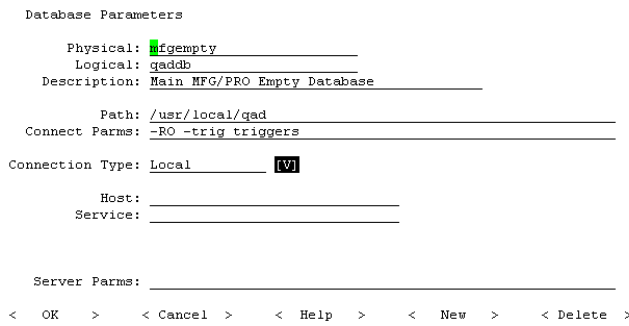 Database Parameters
Physical: mfgempty
Logical: qaddb
Description: Main MFG/PRO Empty Database
Path: /usr/local/qad
Connect Parms: -RO -trig triggers
Connection Type: Local [V]
Host:
Service:
Server Parms:
< OK > < Cancel > < Help > < New > < Delete >